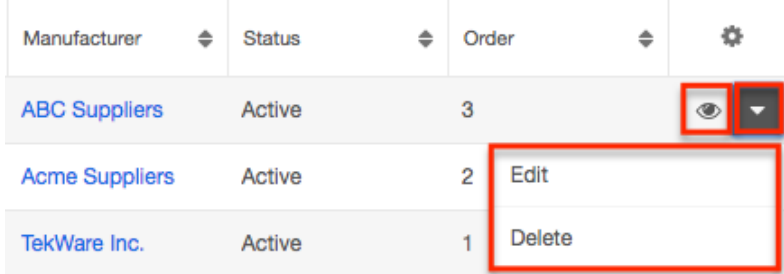 Manufacturer Status Order
ABC Suppliers Active 3
Acme Suppliers Active 2 Edit
TekWare Inc. Active 1 Delete